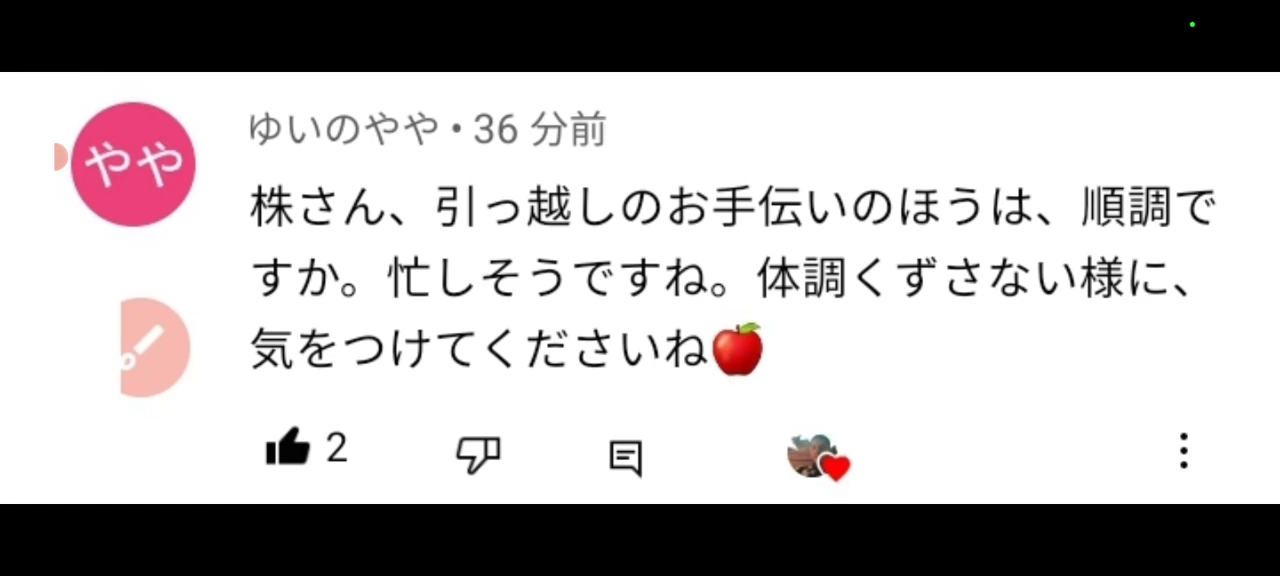 やや
ゆいのやや・36 分前
株さん、引っ越しのお手伝いのほうは、順調で
すか。忙しそうですね。体調くずさない様に、
気をつけてくださいね🍎
2